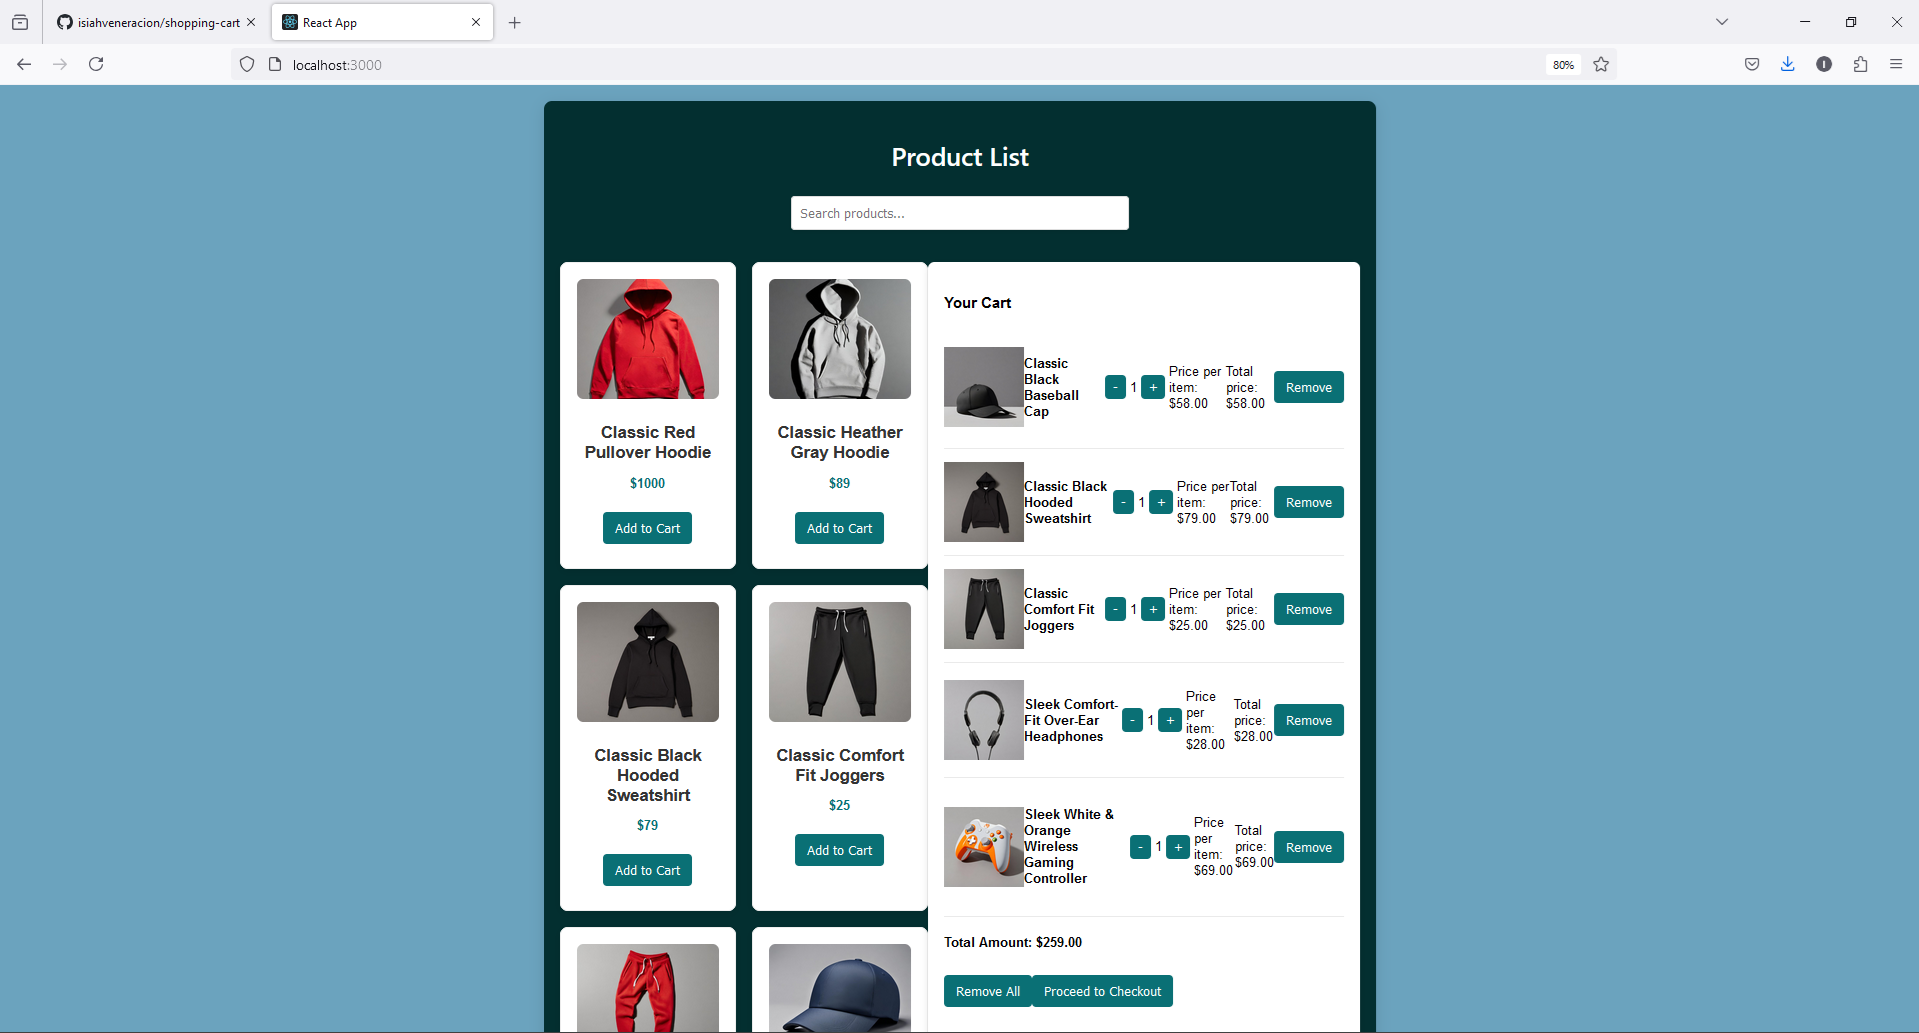 isiahveneracion/shopping-cart
React App
localhost:3000
80%
Product List
Search products...
Classic Red
Pullover Hoodie
$1000
Add to Cart
Classic Heather
Gray Hoodie
$89
Add to Cart
Classic Black
Hooded
Sweatshirt
$79
Add to Cart
Classic Comfort
Fit Joggers
$25
Add to Cart
Your Cart
Classic
Black
Baseball
Cap
- 1 +
Price per
item:
$58.00
Total
price:
$58.00
Remove
Classic Black
Hooded
Sweatshirt
- 1 +
Price per
item:
$79.00
Total
price:
$79.00
Remove
Classic
Comfort Fit
Joggers
- 1 +
Price per
item:
$25.00
Total
price:
$25.00
Remove
Sleek Comfort-
Fit Over-Ear
Headphones
- 1 +
Price
per
item:
$28.00
Total
price:
$28.00
Remove
Sleek White &
Orange
Wireless
Gaming
Controller
- 1 +
Price
per
item:
$69.00
Total
price:
$69.00
Remove
Total Amount: $259.00
Remove All
Proceed to Checkout